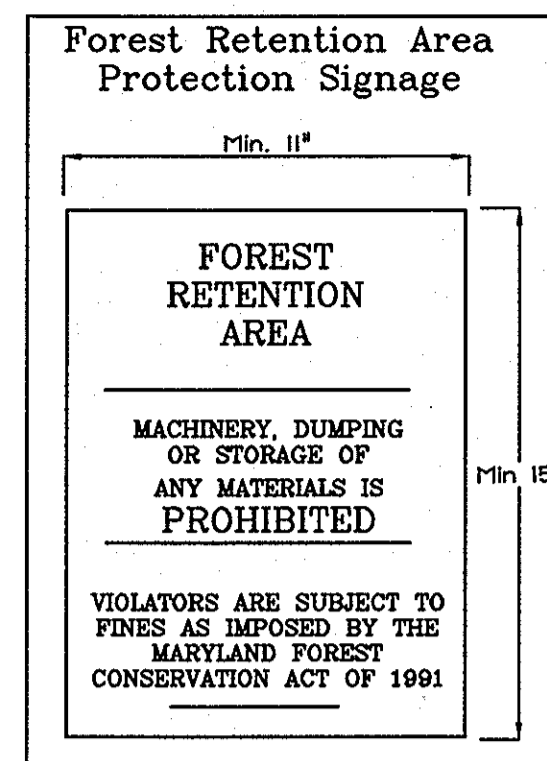 Forest Retention Area
Protection Signage
Min. 11"
FOREST
RETENTION
AREA
MACHINERY, DUMPING
OR STORAGE OF
ANY MATERIALS IS
PROHIBITED
Min 15
VIOLATORS ARE SUBJECT TO
FINES AS IMPOSED BY THE
MARYLAND FOREST
CONSERVATION ACT OF 1991